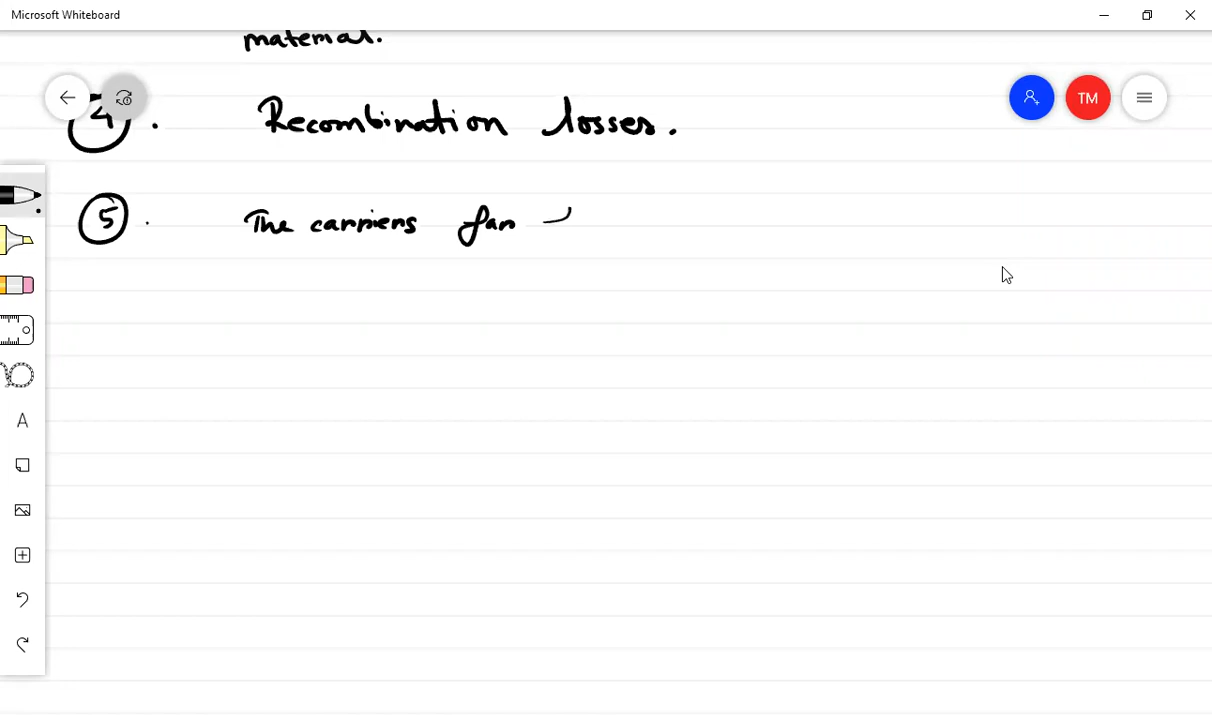 Microsoft Whiteboard
material.
4. Recombination losses.
TM
5. The carriers far
A